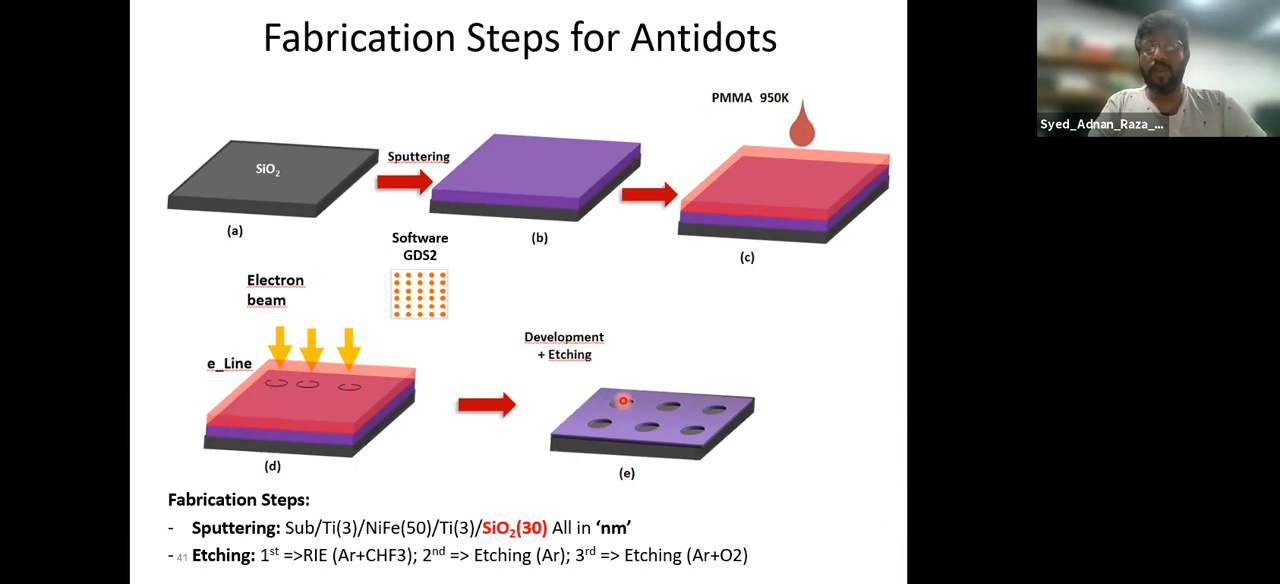 Fabrication Steps for Antidots
PMMA 950K
SiO₂
Sputtering
(a)
(b)
(c)
Software
GDS2
Electron
beam
Development
+ Etching
e_Line
(d)
(e)
Fabrication Steps:
- Sputtering: Sub/Ti(3)/NiFe(50)/Ti(3)/SiO₂(30) All in ‘nm’
- 41 Etching: 1st =>RIE (Ar+CHF3); 2nd => Etching (Ar); 3rd => Etching (Ar+O2)
Syed_Adnan_Raza_...